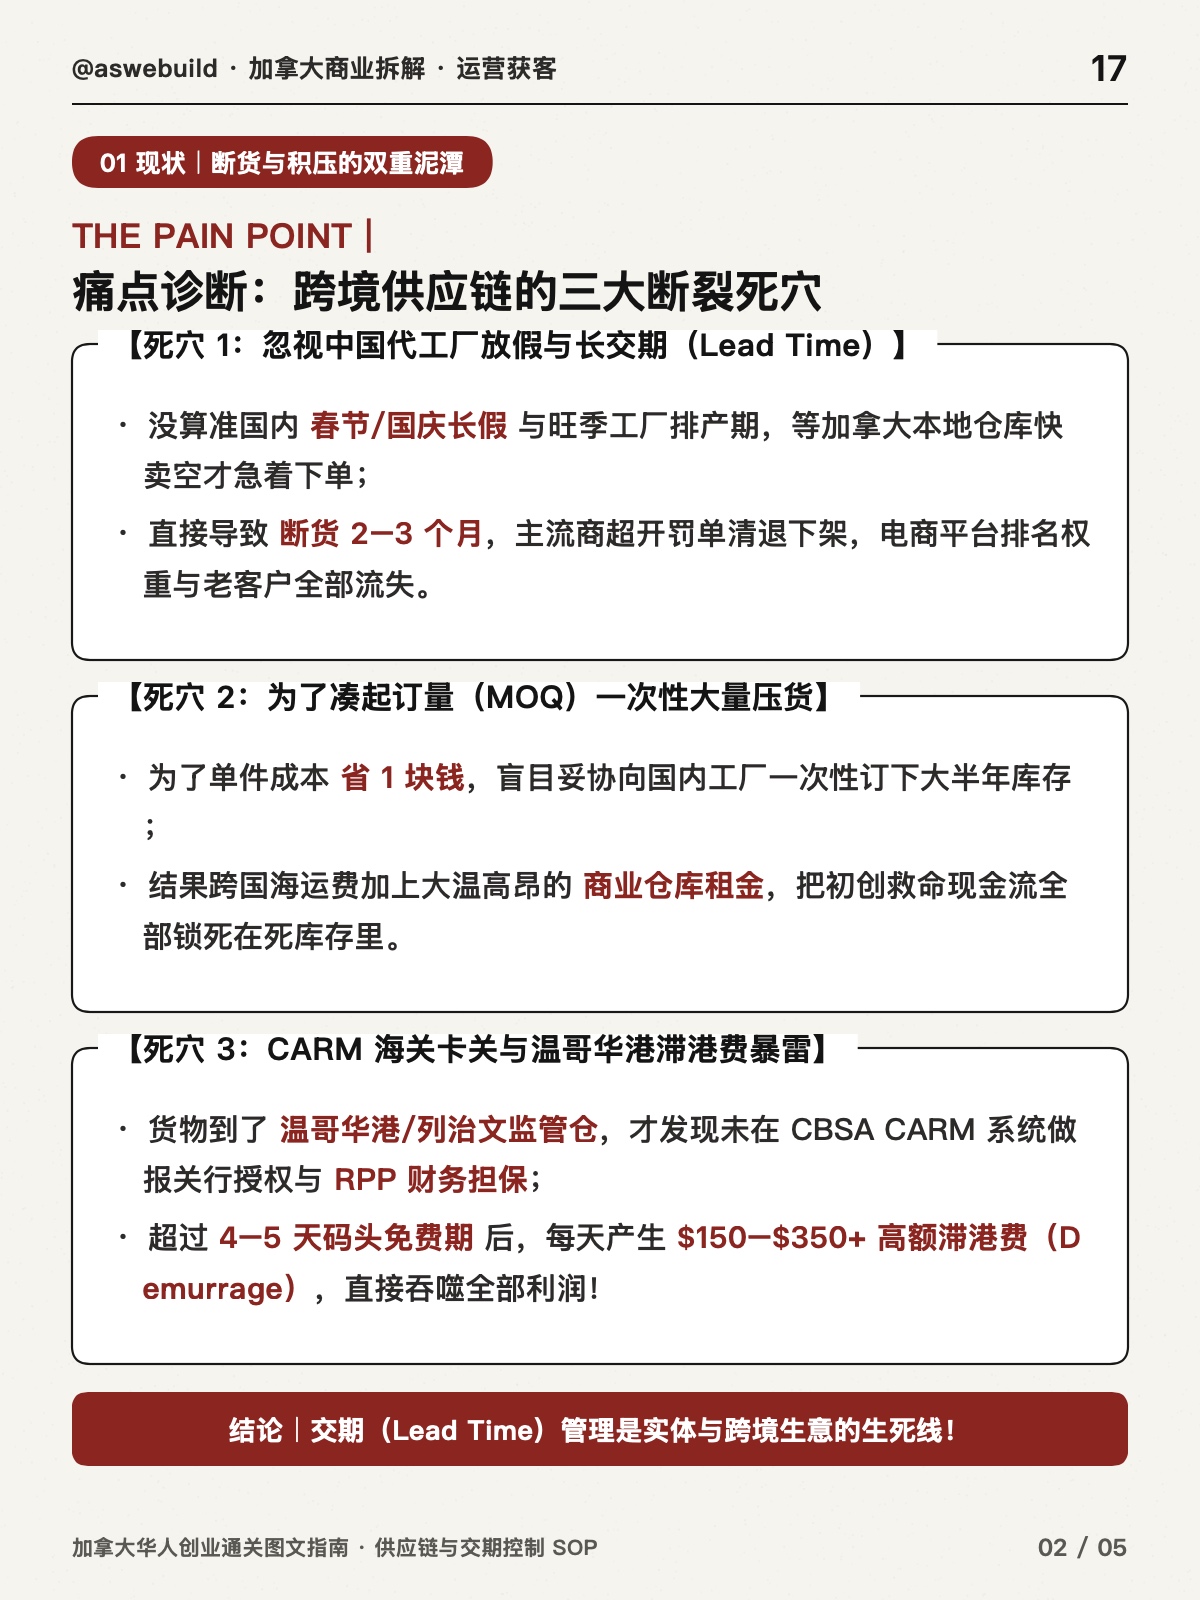 @aswebuild · 加拿大商业拆解 · 运营获客
17
01 现状｜断货与积压的双重泥潭
THE PAIN POINT |
痛点诊断：跨境供应链的三大断裂死穴
【死穴 1：忽视中国代工厂放假与长交期（Lead Time）】
· 没算准国内 春节/国庆长假 与旺季工厂排产期，等加拿大本地仓库快
卖空才急着下单；
· 直接导致 断货 2—3 个月，主流商超开罚单清退下架，电商平台排名权
重与老客户全部流失。
【死穴 2：为了凑起订量（MOQ）一次性大量压货】
· 为了单件成本 省 1 块钱，盲目妥协向国内工厂一次性订下大半年库存
；
· 结果跨国海运费加上大温高昂的 商业仓库租金，把初创救命现金流全
部锁死在死库存里。
【死穴 3：CARM 海关卡关与温哥华港滞港费暴雷】
· 货物到了 温哥华港/列治文监管仓，才发现未在 CBSA CARM 系统做
报关行授权与 RPP 财务担保；
· 超过 4—5 天码头免费期 后，每天产生 $150—$350+ 高额滞港费（D
emurrage），直接吞噬全部利润！
结论｜交期（Lead Time）管理是实体与跨境生意的生死线！
加拿大华人创业通关图文指南 · 供应链与交期控制 SOP
02 / 05